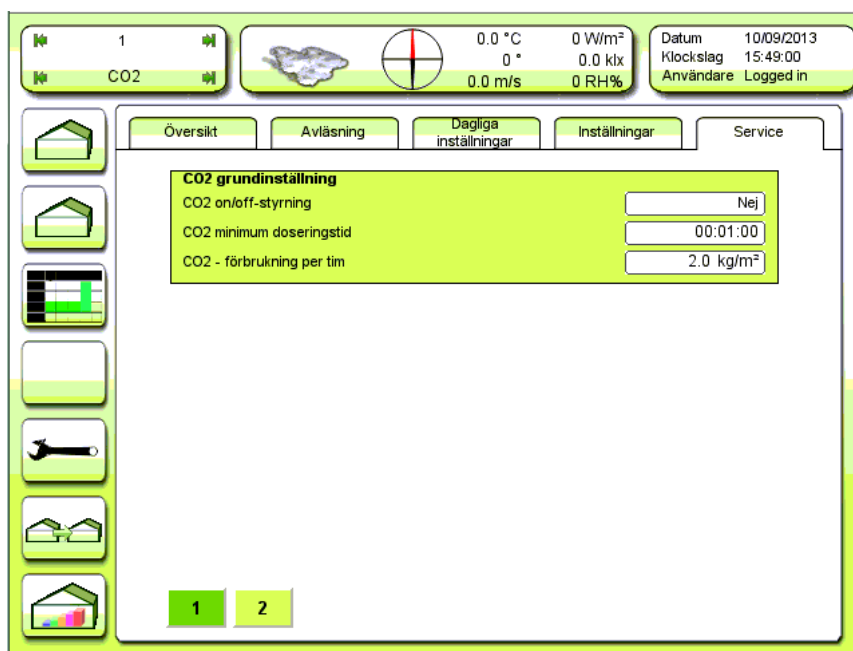 1
CO2
0.0 °C 0 W/m²
0 ° 0.0 klx
0.0 m/s 0 RH%
Datum 10/09/2013
Klockslag 15:49:00
Användare Logged in
Översikt
Avläsning
Dagliga
inställningar
Inställningar
Service
CO2 grundinställning
CO2 on/off-styrning Nej
CO2 minimum doseringstid 00:01:00
CO2 - förbrukning per tim 2.0 kg/m²
1 2